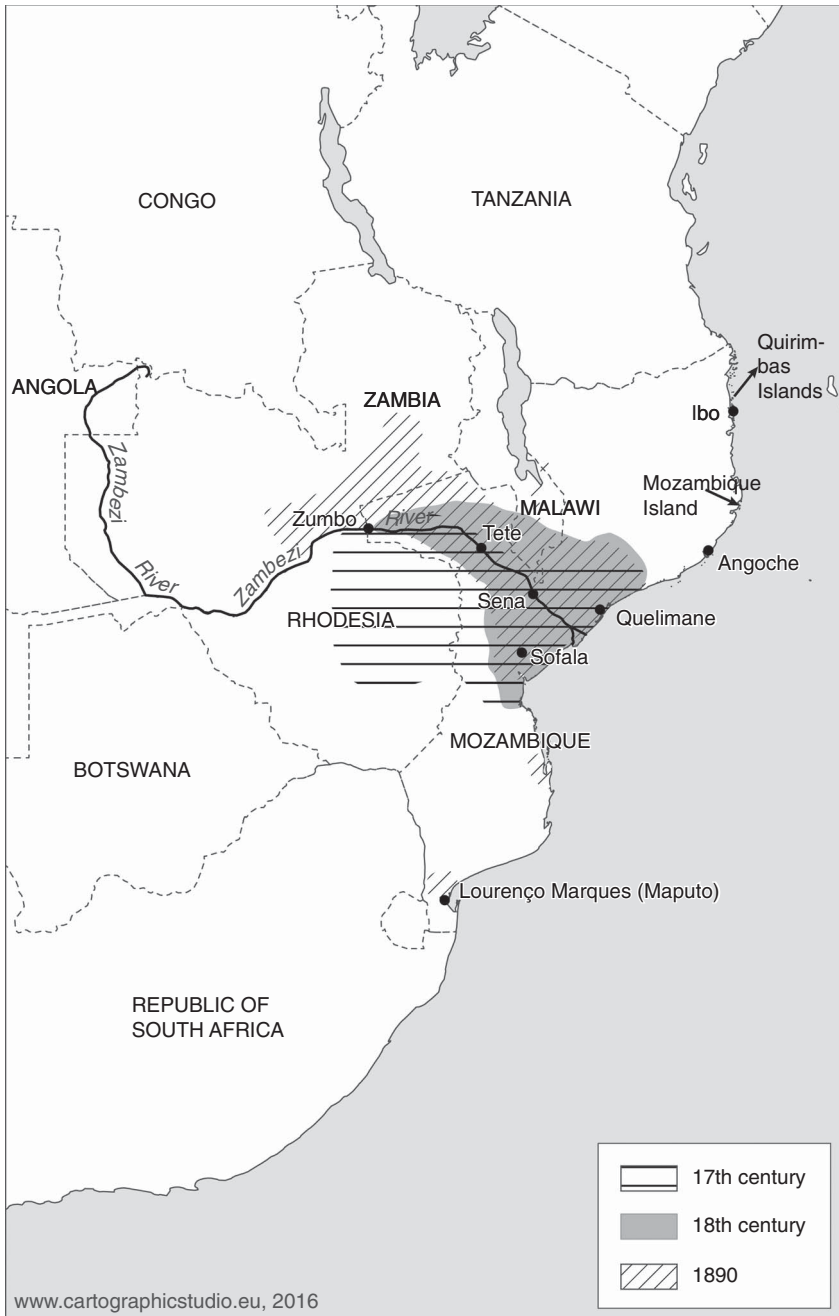 CONGO
TANZANIA
Quirim-
bas
Islands
ANGOLA
ZAMBIA
Ibo
Zambezi
Mozambique
Island
MALAWI
Zumbo
River
Tete
Angoche
River
Zambezi
Sena
Quelimane
RHODESIA
Sofala
MOZAMBIQUE
BOTSWANA
Lourenço Marques (Maputo)
REPUBLIC OF
SOUTH AFRICA
17th century
18th century
1890
www.cartographicstudio.eu, 2016